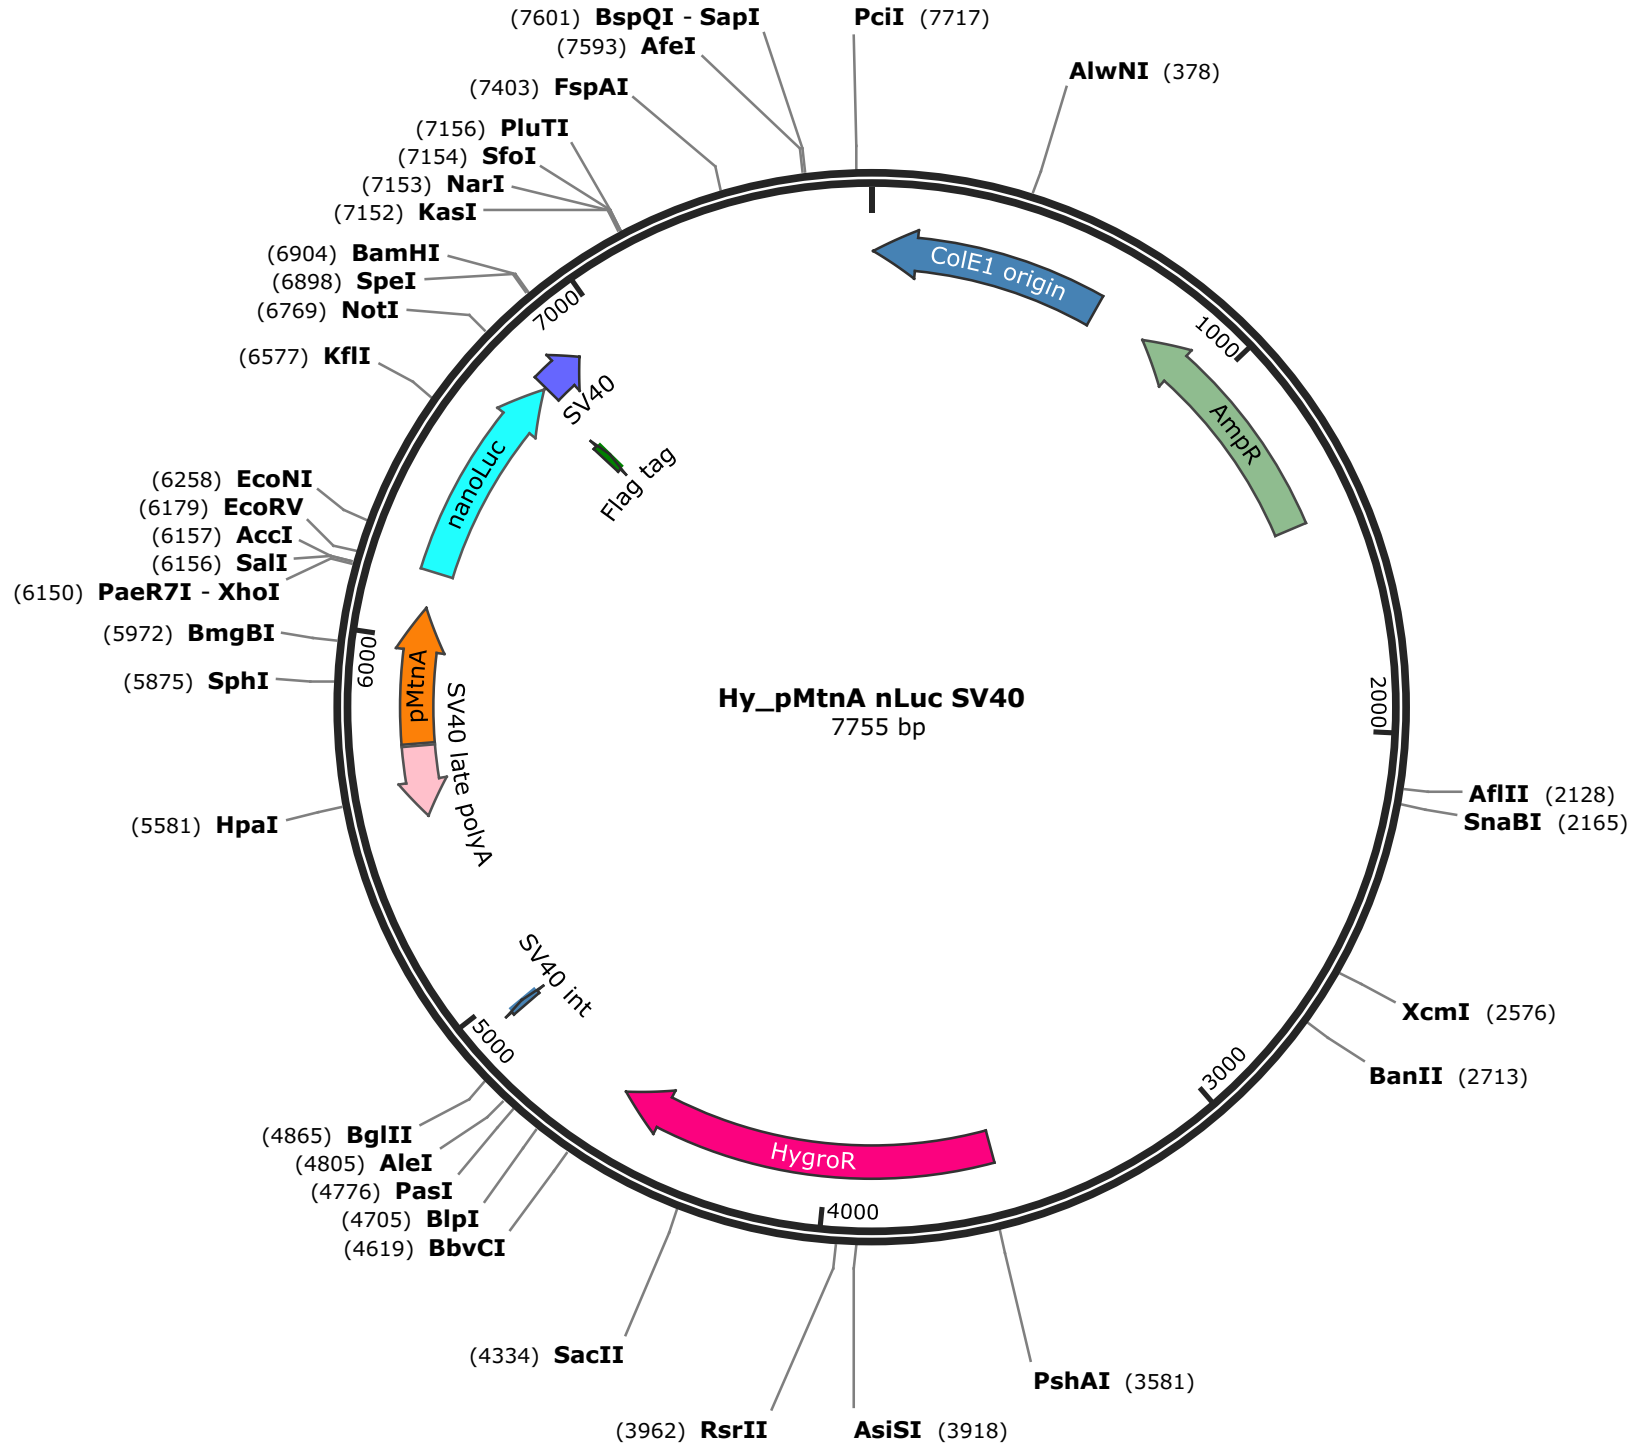 (7601) BspQI - SapI
(7593) AfeI
(7403) FspAI
(7156) PluTI
(7154) SfoI
(7153) NarI
(7152) KasI
(6904) BamHI
(6898) SpeI
(6769) NotI
(6577) KflI
(6258) EcoNI
(6179) EcoRV
(6157) AccI
(6156) SalI
(6150) PaeR7I - XhoI
(5972) BmgBI
(5875) SphI
(5581) HpaI
(4865) BglII
(4805) AleI
(4776) PasI
(4705) BlpI
(4619) BbvCI
(4334) SacII
(3962) RsrII
AsiSI (3918)
PshAI (3581)
BanII (2713)
XcmI (2576)
SnaBI (2165)
AflII (2128)
AlwNI (378)
PciI (7717)
ColE1 origin
AmpR
HygroR
SV40 int
SV40 late polyA
pMtnA
nanoLuc
SV40
Flag tag
1000
2000
3000
4000
5000
6000
7000
Hy_pMtnA nLuc SV40
7755 bp